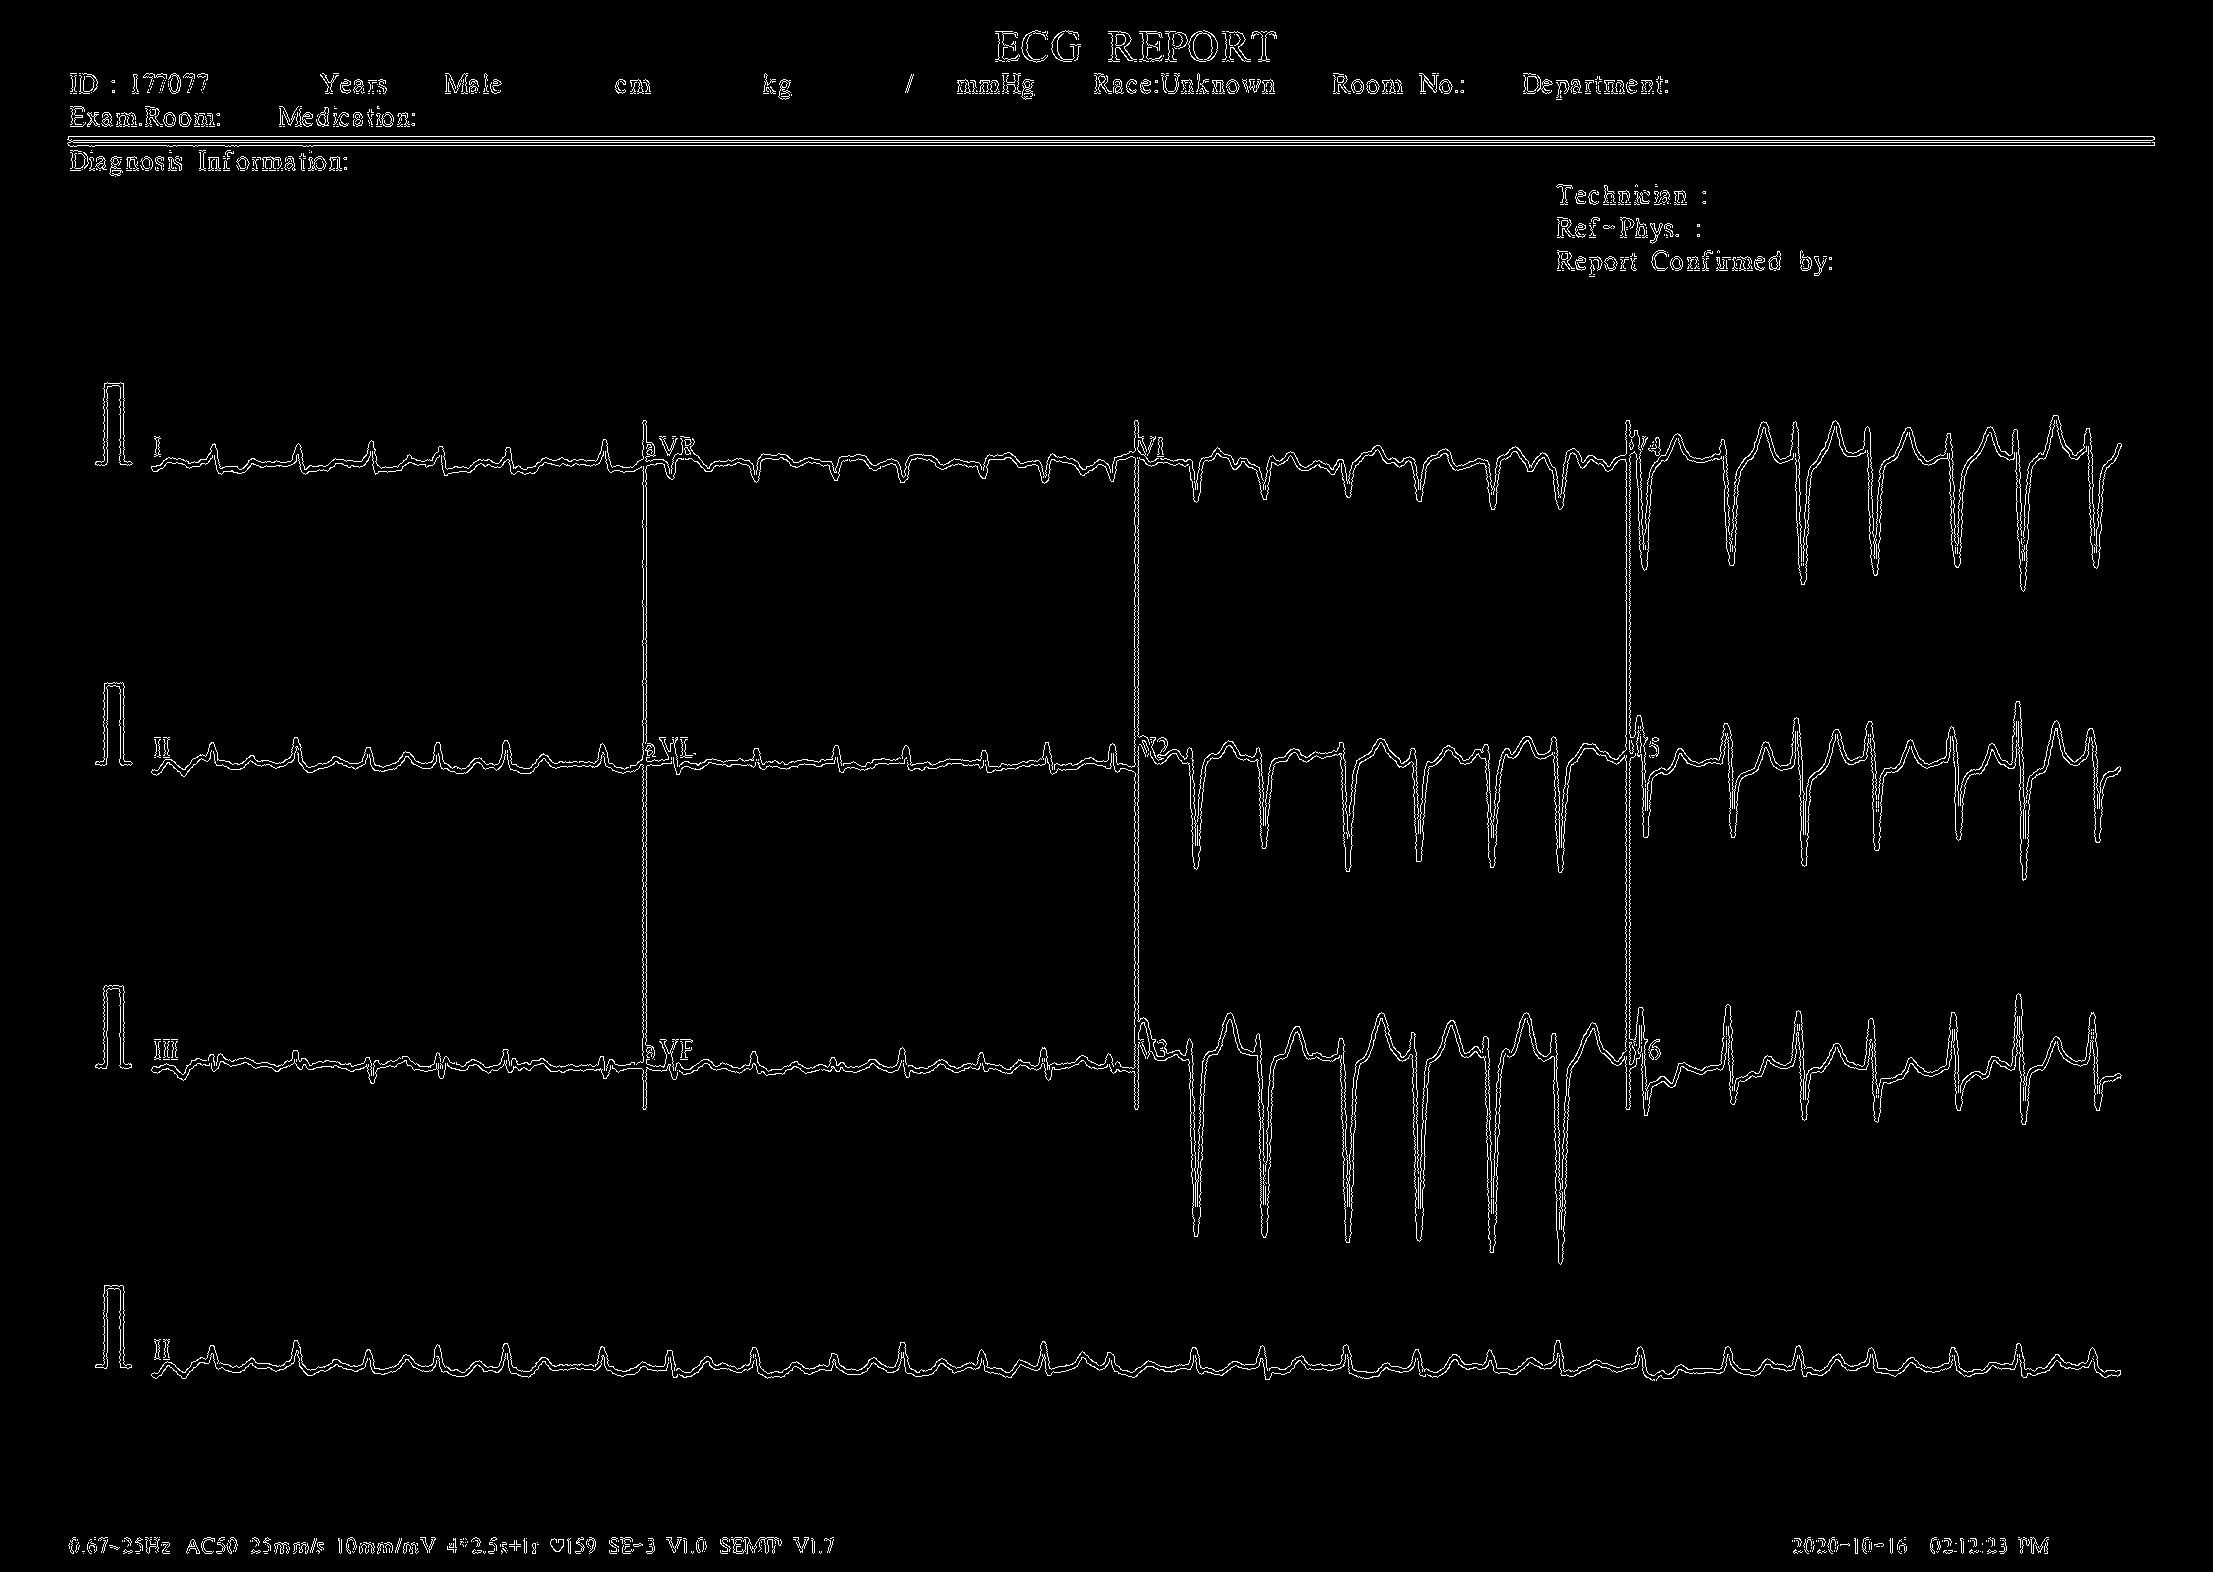 ECG REPORT
ID : 177077 Years Male cm kg / mmHg Race:Unknown Room No.: Department:
Exam.Room: Medication:
Diagnosis Information:
Technician :
Ref-Phys. :
Report Confirmed by:
I aVR V1 V4
II aVL V2 V5
III aVF V3 V6
II
0.67~25Hz AC50 25mm/s 10mm/mV 4*2.5s+1r ♡159 SE-3 V1.0 SEMIP V1.7
2020-10-16 02:12:23 PM